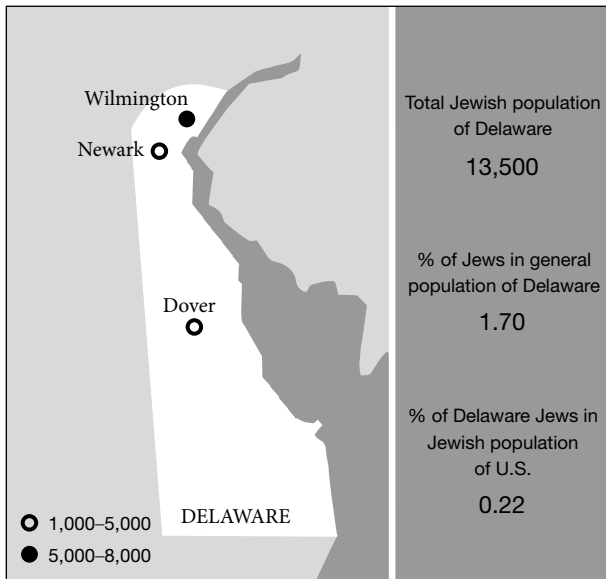 Wilmington
Newark
Dover
DELAWARE
1,000–5,000
5,000–8,000
Total Jewish population
of Delaware
13,500
% of Jews in general
population of Delaware
1.70
% of Delaware Jews in
Jewish population
of U.S.
0.22